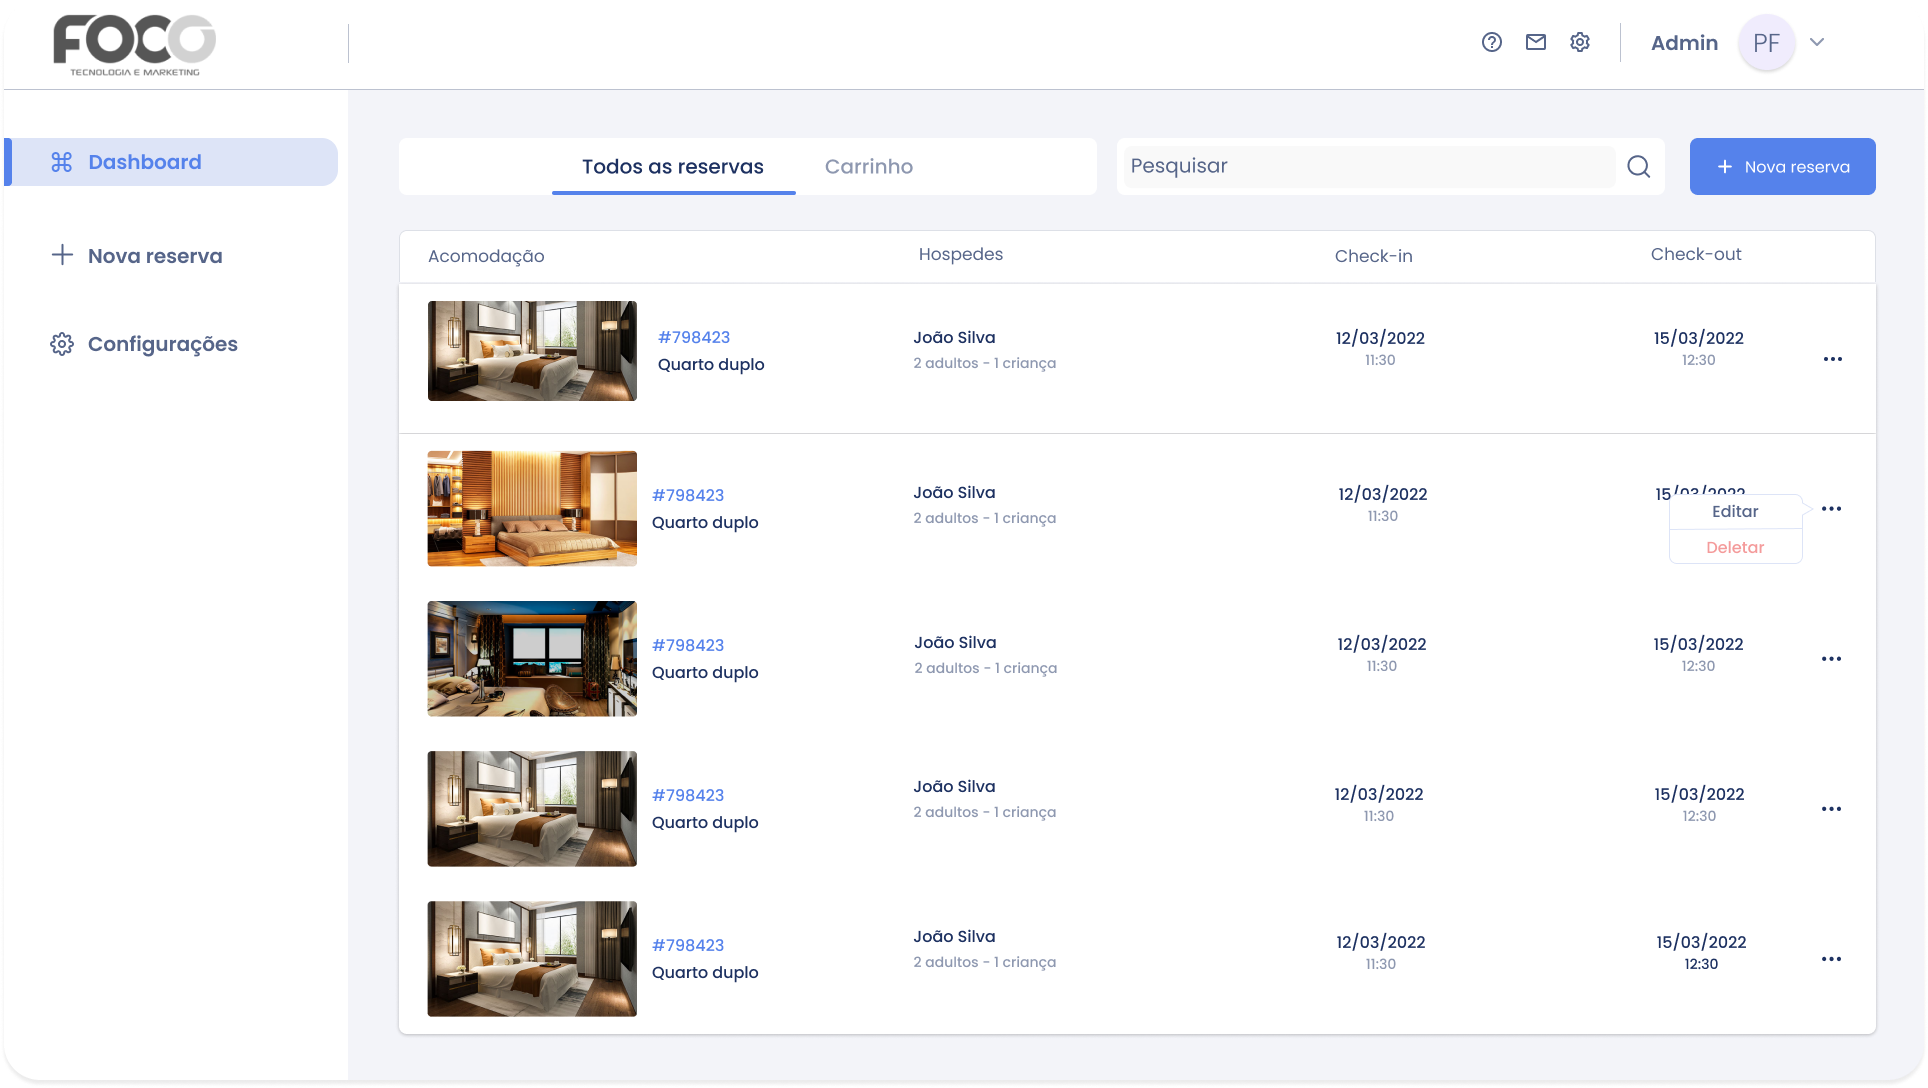 FOCO
TECNOLOGIA E MARKETING
Admin
PF
Dashboard
Nova reserva
Configurações
Todos as reservas
Carrinho
Pesquisar
Nova reserva
Acomodação
Hospedes
Check-in
Check-out
#798423
Quarto duplo
João Silva
2 adultos - 1 criança
12/03/2022
11:30
15/03/2022
12:30
#798423
Quarto duplo
João Silva
2 adultos - 1 criança
12/03/2022
11:30
15/03/2022
Editar
Deletar
#798423
Quarto duplo
João Silva
2 adultos - 1 criança
12/03/2022
11:30
15/03/2022
12:30
#798423
Quarto duplo
João Silva
2 adultos - 1 criança
12/03/2022
11:30
15/03/2022
12:30
#798423
Quarto duplo
João Silva
2 adultos - 1 criança
12/03/2022
11:30
15/03/2022
12:30